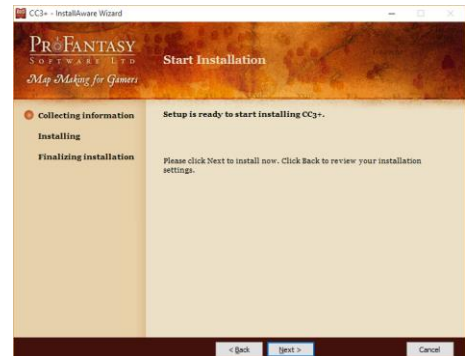 CC3+ - InstallAware Wizard
PROFANTASY
SOFTWARE LTD
Map Making for Gamers
Start Installation
Collecting information
Installing
Finalizing installation
Setup is ready to start installing CC3+.
Please click Next to install now. Click Back to review your installation
settings.
< Back
Next >
Cancel